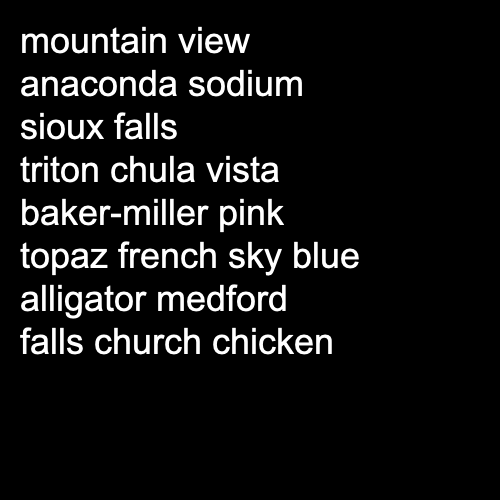 mountain view
anaconda sodium
sioux falls
triton chula vista
baker-miller pink
topaz french sky blue
alligator medford
falls church chicken